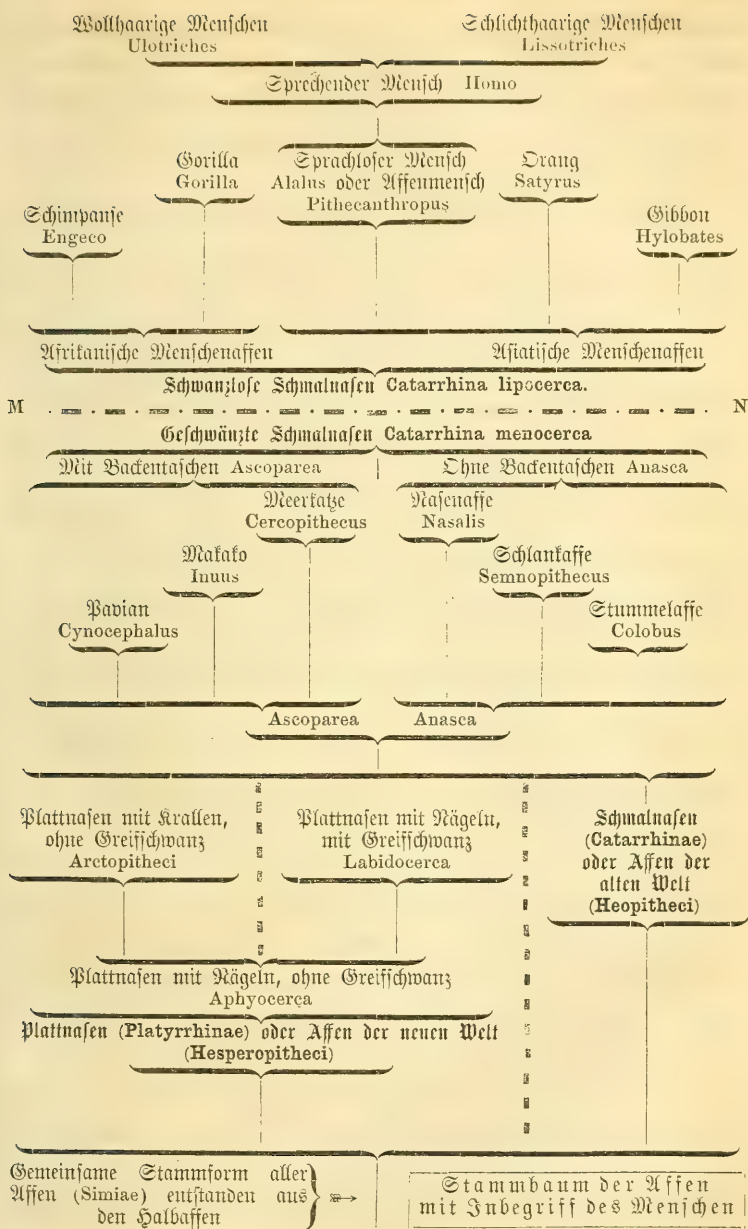 Wollhaarige Menschen Schlichthaarige Menschen
Ulotriches Lissotriches
Sprechender Mensch Homo
Gorilla Sprachloser Mensch Orang
Gorilla Alalus oder Affenmensch Satyrus
Pithecanthropus
Schimpanse Gibbon
Engeco Hylobates
Afrikanische Menschenaffen Asiatische Menschenaffen
Schwanzlose Schmalnasen Catarrhina lipocerca.
M N
Geschwänzte Schmalnasen Catarrhina menocerca
Mit Backentaschen Ascoparea Ohne Backentaschen Anasca
Meerkatze Nasenaffe
Cercopithecus Nasalis
Makako Schlankaffe
Inuus Semnopithecus
Pavian Stummelaffe
Cynocephalus Colobus
Ascoparea Anasca
Plattnasen mit Krallen, Plattnasen mit Nägeln, Schmalnasen
ohne Greifschwanz mit Greifschwanz (Catarrhinae)
Arctopitheci Labidocerca oder Affen der
alten Welt
(Heopitheci)
Plattnasen mit Nägeln, ohne Greifschwanz
Aphyocerca
Plattnasen (Platyrrhinae) oder Affen der neuen Welt
(Hesperopitheci)
Gemeinsame Stammform aller
Affen (Simiae) entstanden aus
den Halbaffen
Stammbaum der Affen
mit Inbegriff des Menschen